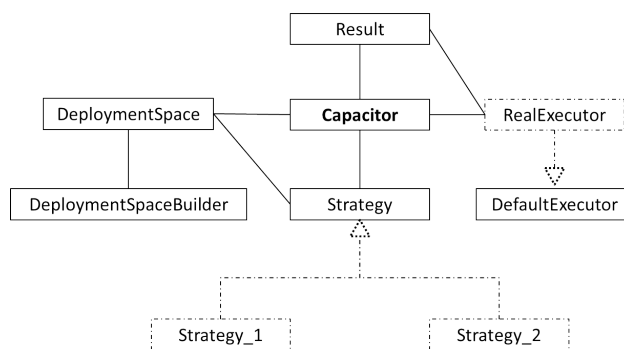 Result
DeploymentSpace
Capacitor
RealExecutor
DeploymentSpaceBuilder
Strategy
DefaultExecutor
Strategy_1
Strategy_2